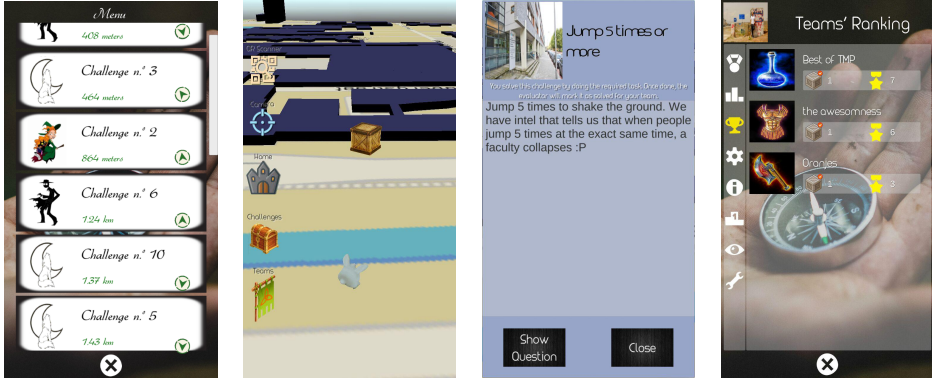 Menu
408 meters
Challenge n.° 3
464 meters
Challenge n.° 2
864 meters
Challenge n.° 6
1.24 km
Challenge n.° 10
1.37 km
Challenge n.° 5
1.43 km
QR Scanner
Camera
Home
Challenges
Teams
Jump 5 times or
more
You solve this challenge by doing the required task. Once done, the
evaluator will mark it as solved for your team.
Jump 5 times to shake the ground. We
have intel that tells us that when people
jump 5 times at the exact same time, a
faculty collapses :P
Show
Question
Close
Teams' Ranking
Best of TMP
1
7
the awesomness
1
6
Oranjes
1
3